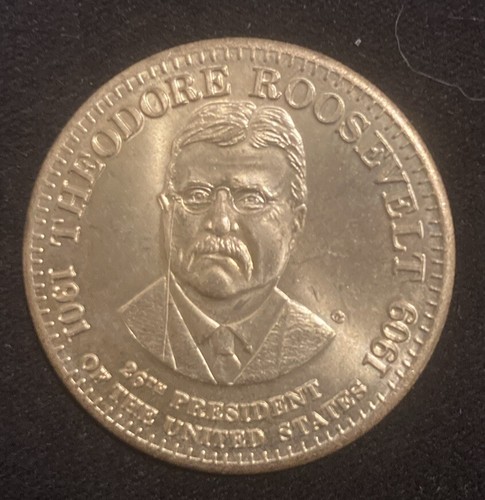 THEODORE ROOSEVELT
1901
1909
26TH PRESIDENT
OF THE UNITED STATES